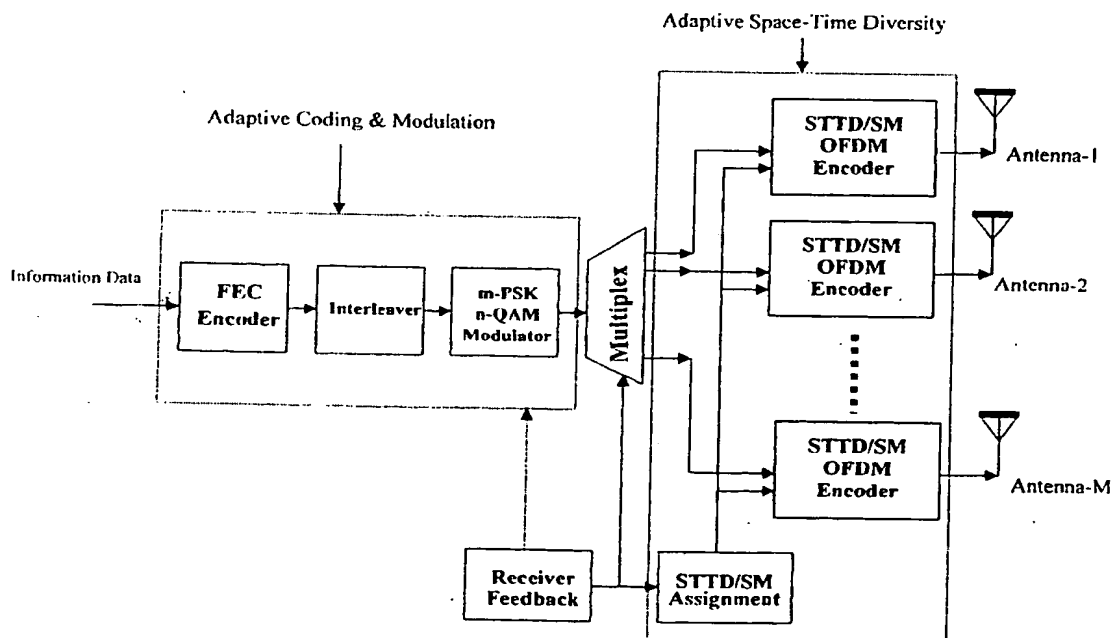 Adaptive Space-Time Diversity
Adaptive Coding & Modulation
STTD/SM
OFDM
Encoder
Antenna-1
Information Data
FEC
Encoder
Interleaver
m-PSK
n-QAM
Modulator
Multiplex
STTD/SM
OFDM
Encoder
Antenna-2
STTD/SM
OFDM
Encoder
Antenna-M
Receiver
Feedback
STTD/SM
Assignment